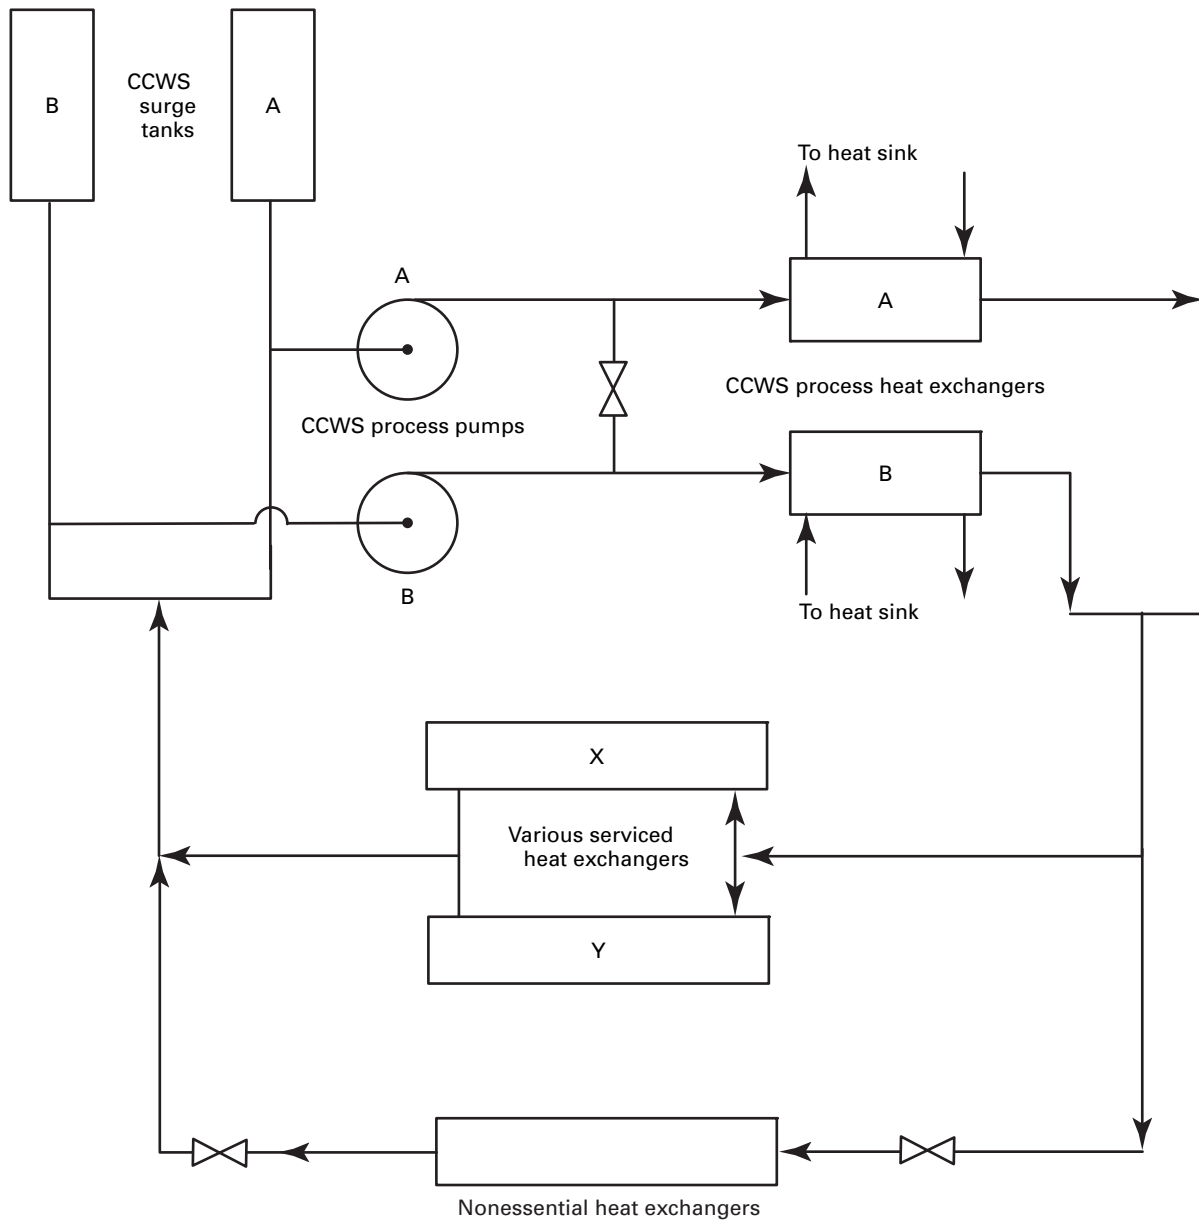 B
CCWS
surge
tanks
A
To heat sink
A
A
CCWS process heat exchangers
CCWS process pumps
B
B
To heat sink
X
Various serviced
heat exchangers
Y
Nonessential heat exchangers